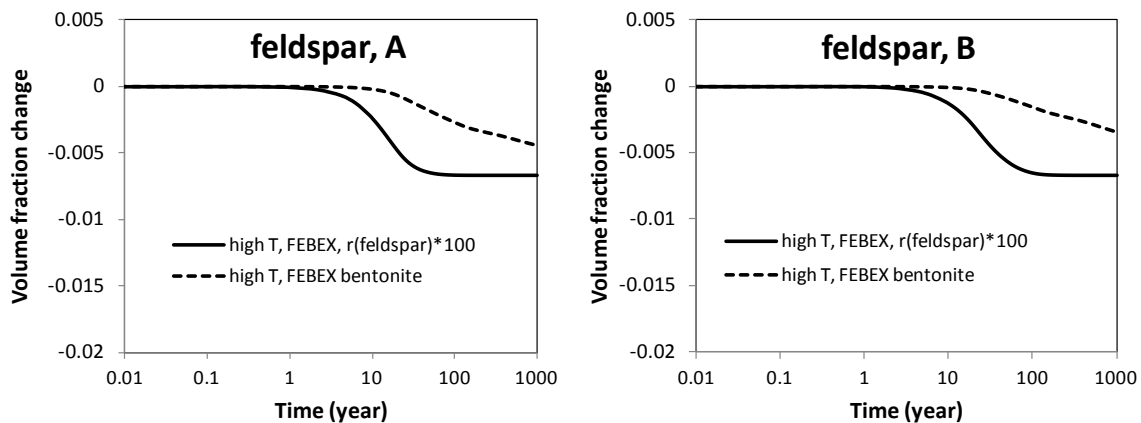 feldspar, A
Volume fraction change
0.005
0
-0.005
-0.01
-0.015
-0.02
high T, FEBEX, r(feldspar)*100
high T, FEBEX bentonite
0.01 0.1 1 10 100 1000
Time (year)
feldspar, B
Volume fraction change
0.005
0
-0.005
-0.01
-0.015
-0.02
high T, FEBEX, r(feldspar)*100
high T, FEBEX bentonite
0.01 0.1 1 10 100 1000
Time (year)